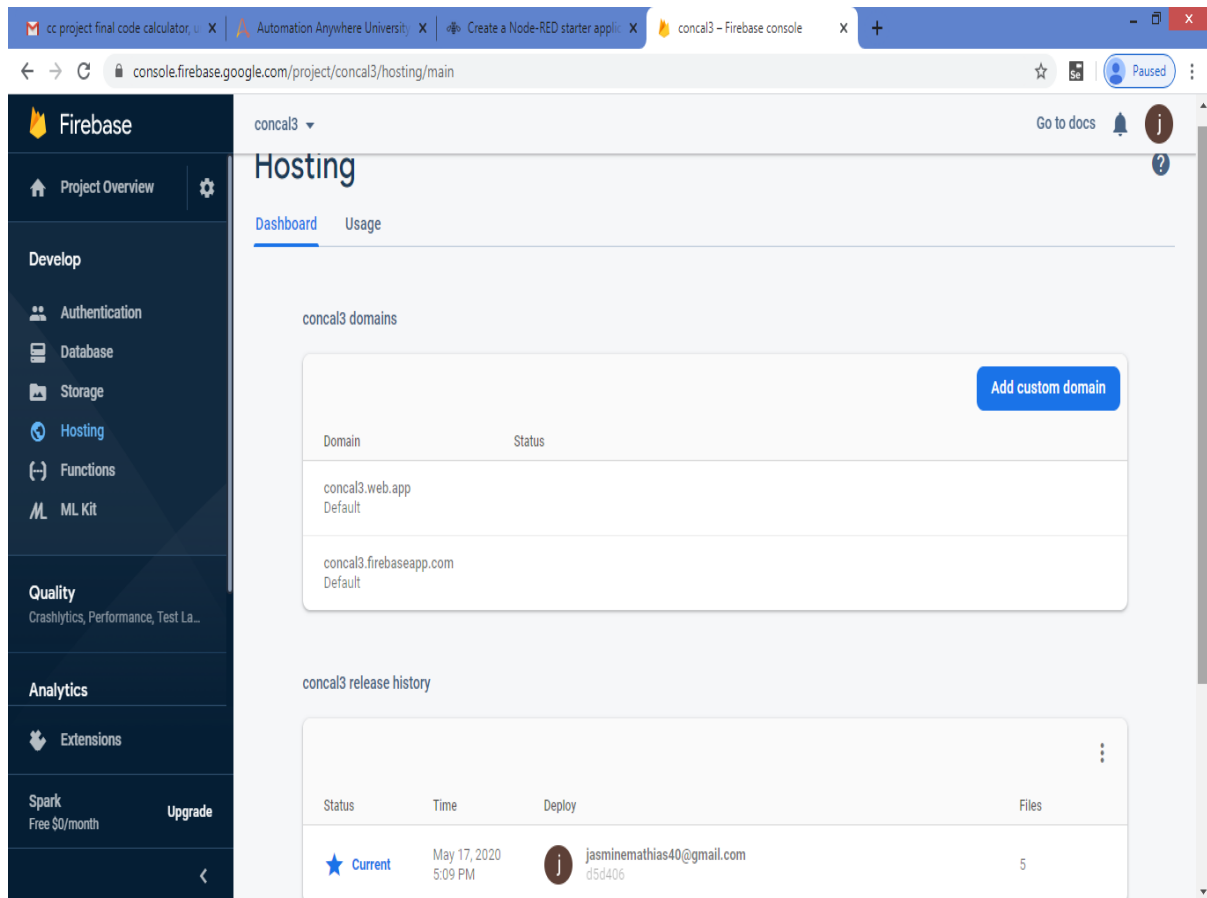 cc project final code calculator, u
Automation Anywhere University
Create a Node-RED starter applic
concal3 – Firebase console
console.firebase.google.com/project/concal3/hosting/main
Se
Paused
Firebase
concal3
Go to docs
j
Project Overview
Hosting
Dashboard Usage
Develop
Authentication
Database
Storage
Hosting
Functions
ML Kit
Quality
Crashlytics, Performance, Test La...
Analytics
Extensions
Spark
Free $0/month
Upgrade
concal3 domains
Add custom domain
Domain Status
concal3.web.app
Default
concal3.firebaseapp.com
Default
concal3 release history
Status Time Deploy Files
Current May 17, 2020 j jasminemathias40@gmail.com 5
5:09 PM d5d406